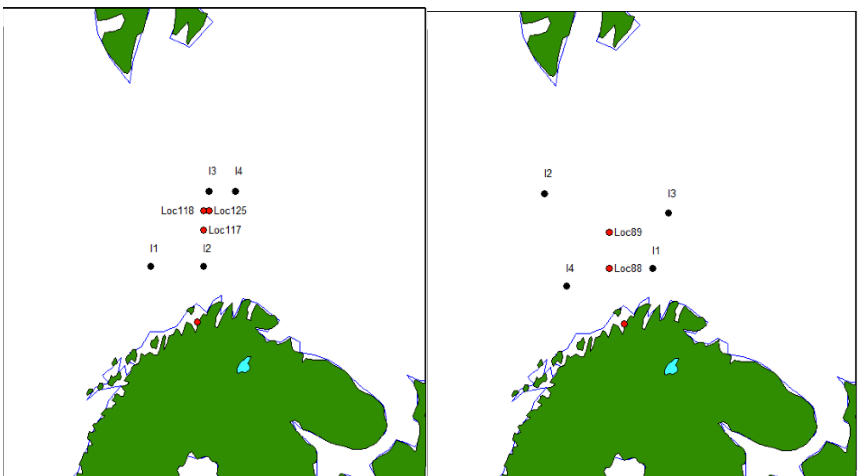 I3 I4
Loc118 Loc125
Loc117
I1 I2
I2
I3
Loc89
I4 Loc88 I1